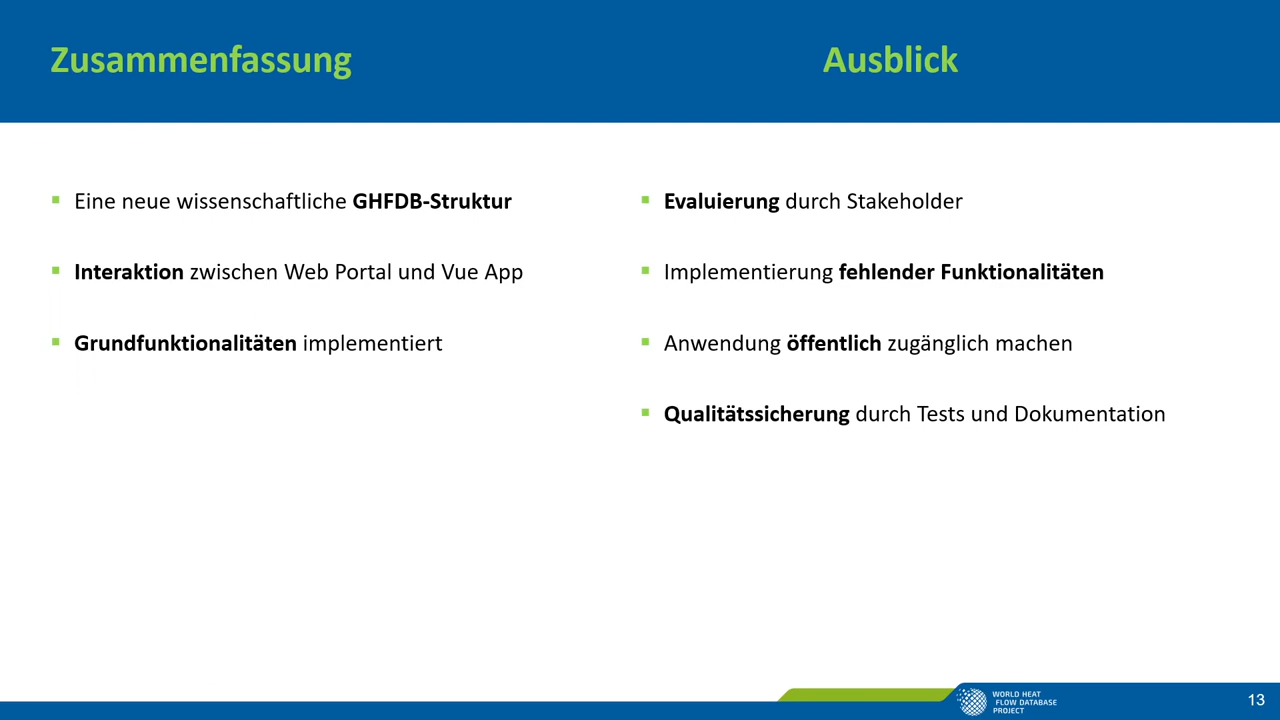 Zusammenfassung
Ausblick
Eine neue wissenschaftliche GHFDB-Struktur
Interaktion zwischen Web Portal und Vue App
Grundfunktionalitäten implementiert
Evaluierung durch Stakeholder
Implementierung fehlender Funktionalitäten
Anwendung öffentlich zugänglich machen
Qualitätssicherung durch Tests und Dokumentation
WORLD HEAT
FLOW DATABASE
PROJECT
13